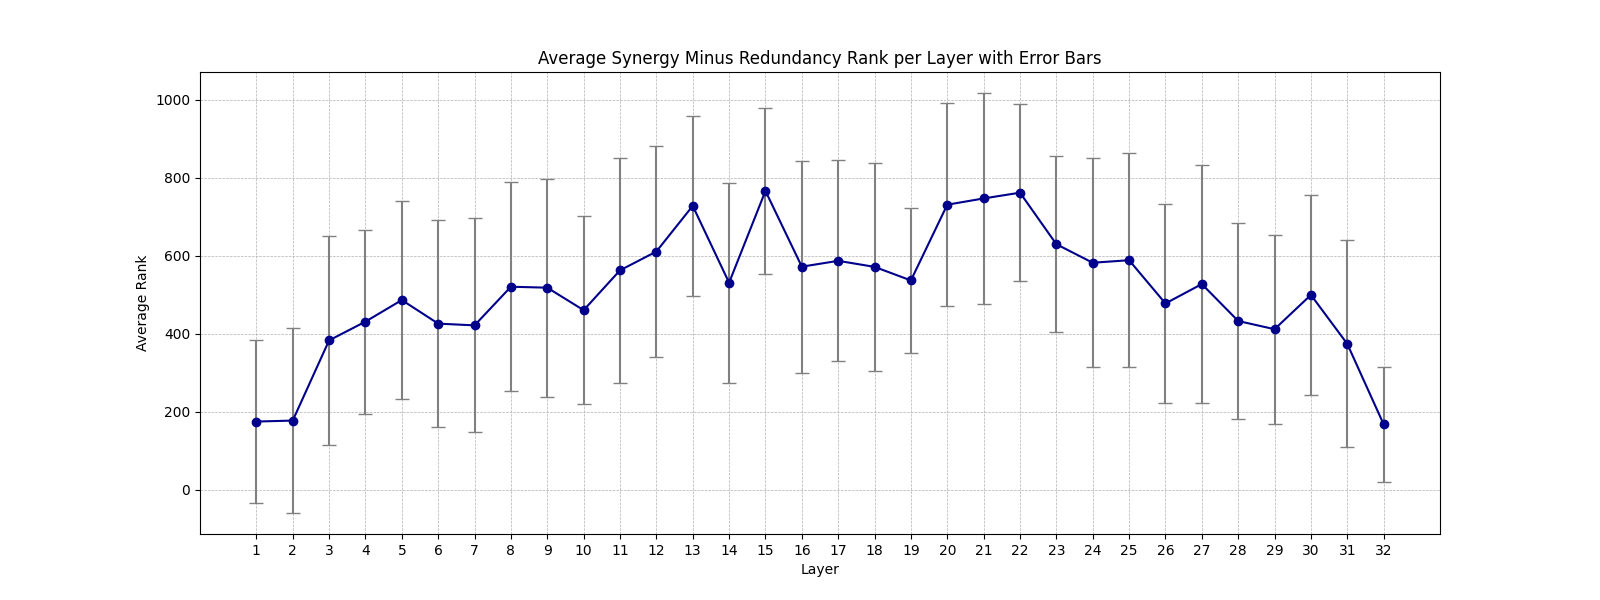 Average Synergy Minus Redundancy Rank per Layer with Error Bars
1000
800
600
400
200
0
Average Rank
1 2 3 4 5 6 7 8 9 10 11 12 13 14 15 16 17 18 19 20 21 22 23 24 25 26 27 28 29 30 31 32
Layer